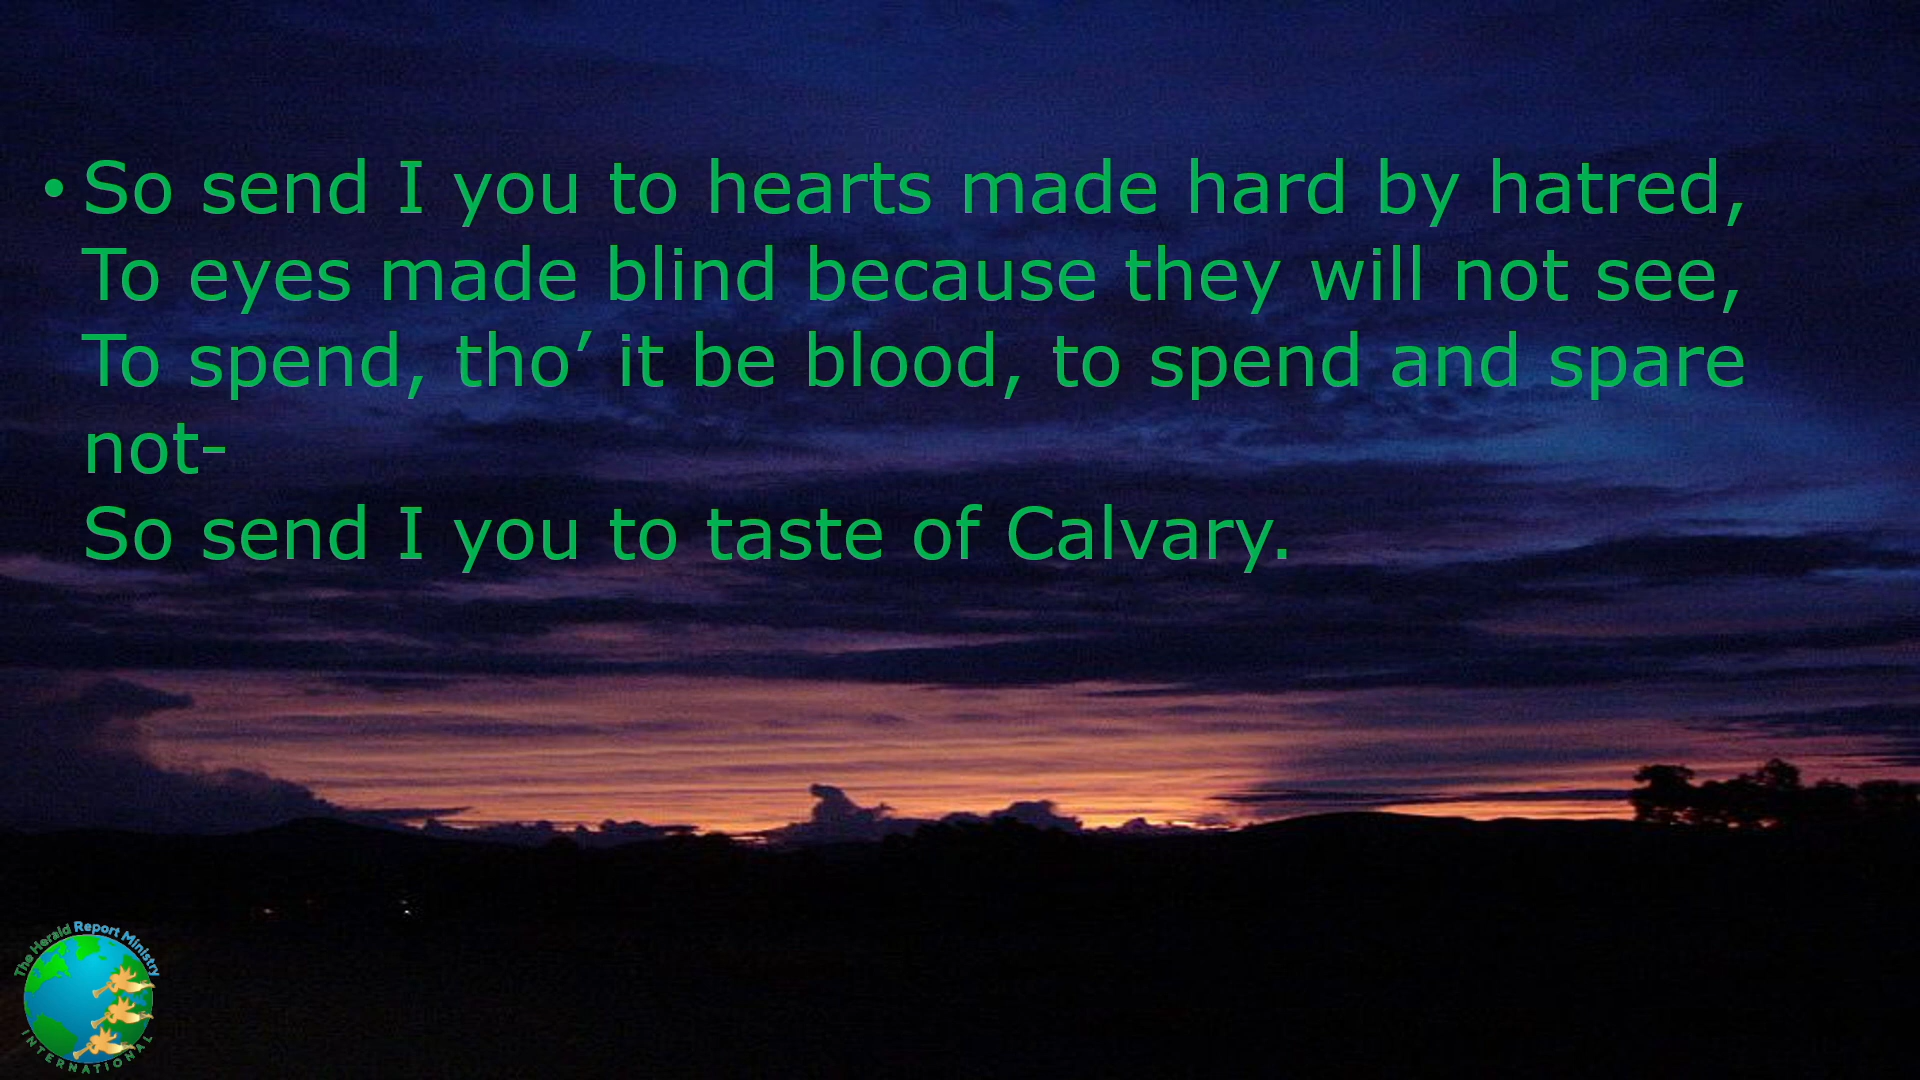 • So send I you to hearts made hard by hatred,
To eyes made blind because they will not see,
To spend, tho’ it be blood, to spend and spare
not-
So send I you to taste of Calvary.
The Herald Report Ministry
INTERNATIONAL